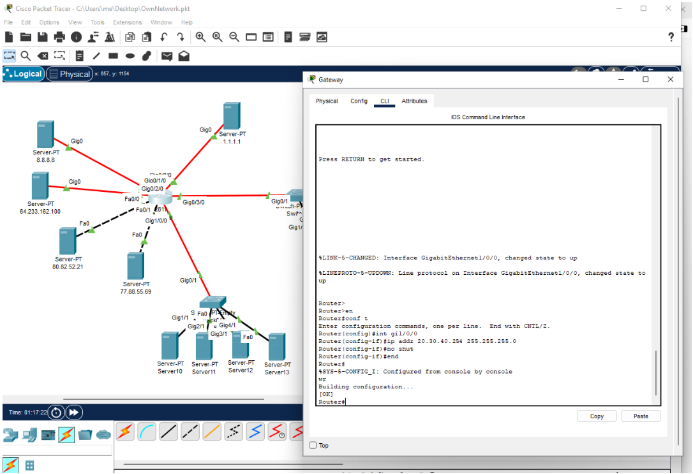 Cisco Packet Tracer - C:\Users\me\Desktop\OwnNetwork.pkt
File Edit Options View Tools Extensions Window Help
Logical
Physical
x: 857, y: 1154
Gig0
Server-PT
8.8.8.8
Gig0
Server-PT
1.1.1.1
Gig0
Server-PT
64.233.162.100
Gig0/1/0
Gig0/2/0
Fa0/0
Fa0/1
Gig1/0/0
Gig0/3/0
Gig0/1
Fa0
Server-PT
80.82.52.21
Fa0
Server-PT
77.88.55.69
Gig0/1
Gig1/1
Gig2/1
Gig3/1
Gig4/1
Fa0
Server-PT
Server10
Server-PT
Server11
Server-PT
Server12
Server-PT
Server13
Time: 01:17:22
Gateway
Physical Config CLI Attributes
IOS Command Line Interface
Press RETURN to get started.
%LINK-5-CHANGED: Interface GigabitEthernet1/0/0, changed state to up
%LINEPROTO-5-UPDOWN: Line protocol on Interface GigabitEthernet1/0/0, changed state to
up
Router>
Router>en
Router#conf t
Enter configuration commands, one per line. End with CNTL/Z.
Router(config)#int gi1/0/0
Router(config-if)#ip addr 20.30.40.254 255.255.255.0
Router(config-if)#no shut
Router(config-if)#end
Router#
%SYS-5-CONFIG_I: Configured from console by console
wr
Building configuration...
[OK]
Router#
Copy
Paste
Top